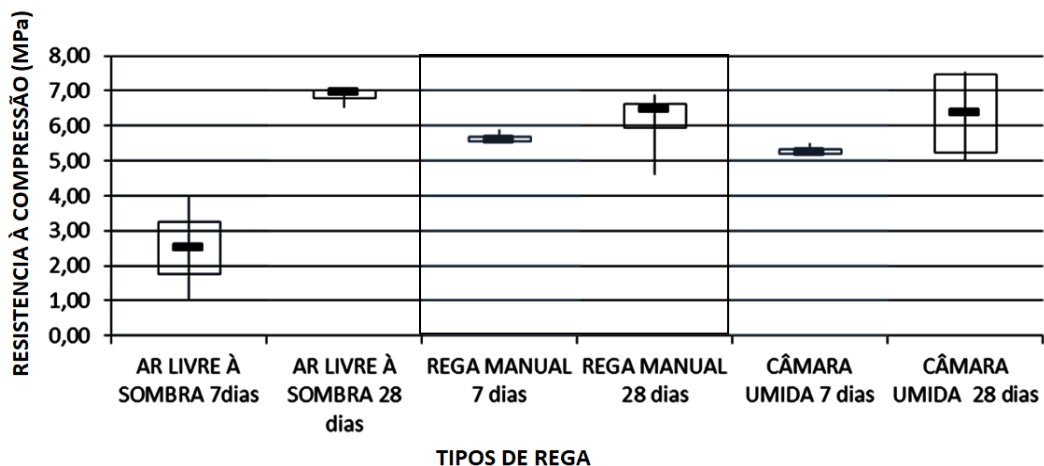 RESISTENCIA À COMPRESSÃO (MPa)
8,00
7,00
6,00
5,00
4,00
3,00
2,00
1,00
0,00
AR LIVRE À
SOMBRA 7dias
AR LIVRE À
SOMBRA 28
dias
REGA MANUAL
7 dias
REGA MANUAL
28 dias
CÂMARA
UMIDA 7 dias
CÂMARA
UMIDA 28 dias
TIPOS DE REGA